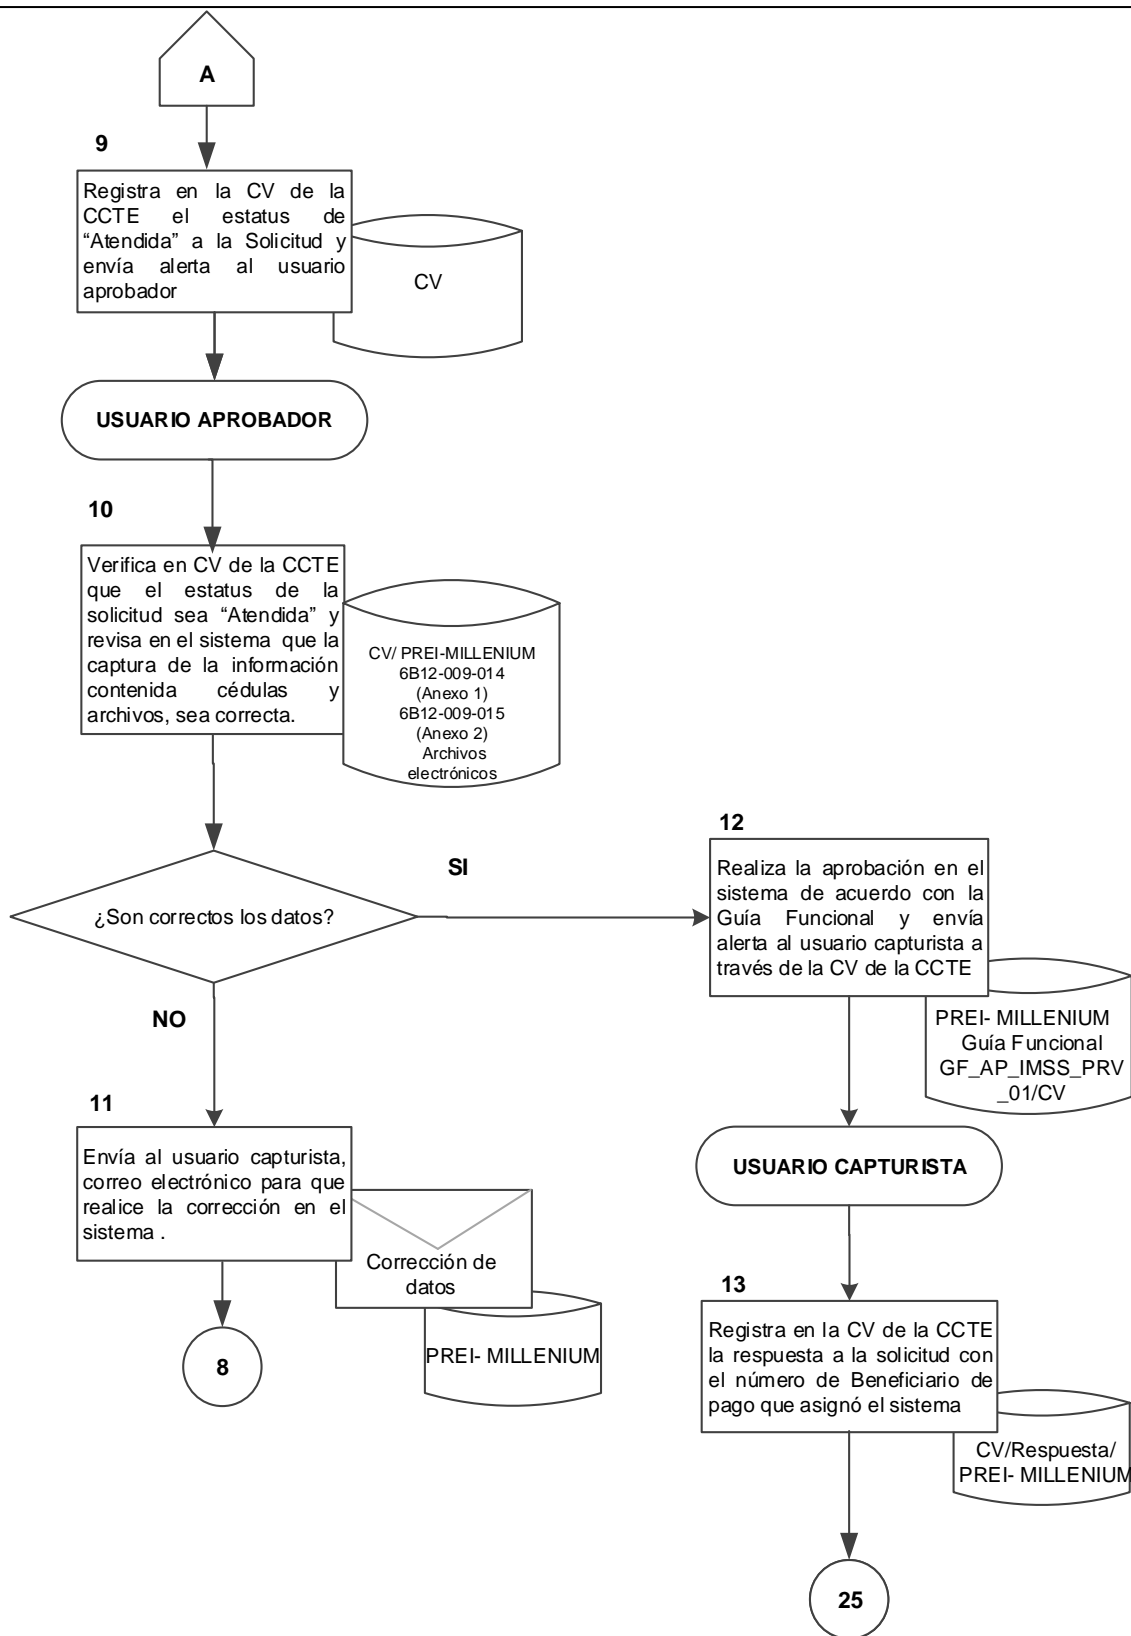 A
9
Registra en la CV de la
CCTE el estatus de
“Atendida” a la Solicitud y
envía alerta al usuario
aprobador
CV
USUARIO APROBADOR
10
Verifica en CV de la CCTE
que el estatus de la
solicitud sea “Atendida” y
revisa en el sistema que la
captura de la información
contenida cédulas y
archivos, sea correcta.
CV/ PREI-MILLENIUM
6B12-009-014
(Anexo 1)
6B12-009-015
(Anexo 2)
Archivos
electrónicos
¿Son correctos los datos?
SI
12
Realiza la aprobación en el
sistema de acuerdo con la
Guía Funcional y envía
alerta al usuario capturista a
través de la CV de la CCTE
PREI- MILLENIUM
Guía Funcional
GF_AP_IMSS_PRV
_01/CV
NO
11
Envía al usuario capturista,
correo electrónico para que
realice la corrección en el
sistema .
Corrección de
datos
PREI- MILLENIUM
8
USUARIO CAPTURISTA
13
Registra en la CV de la CCTE
la respuesta a la solicitud con
el número de Beneficiario de
pago que asignó el sistema
CV/Respuesta/
PREI- MILLENIUM
25